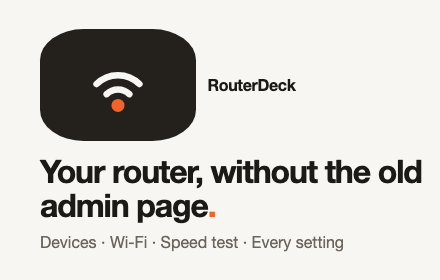 RouterDeck
Your router, without the old
admin page.
Devices · Wi-Fi · Speed test · Every setting